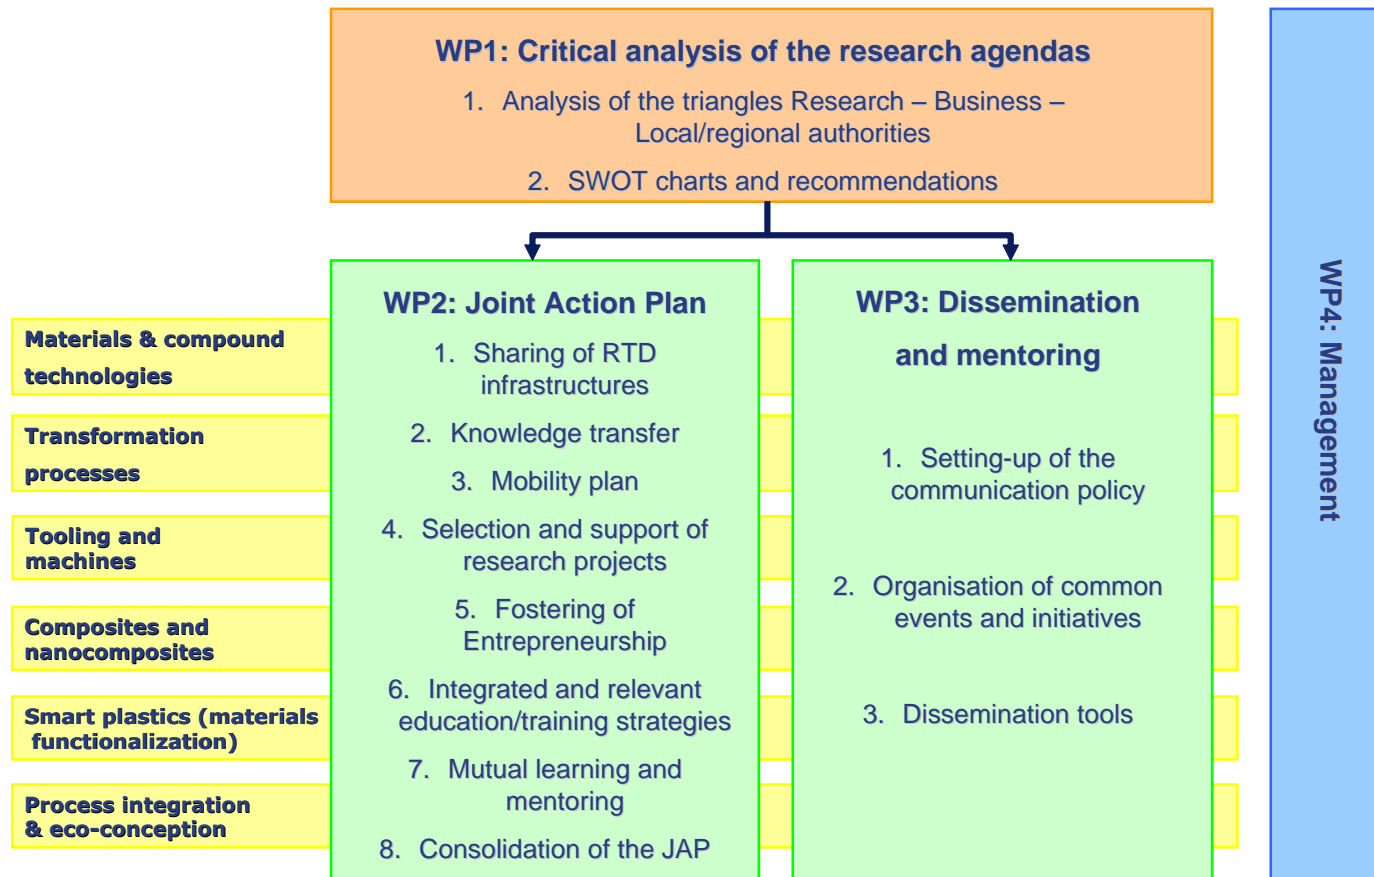 WP1: Critical analysis of the research agendas
1. Analysis of the triangles Research – Business –
Local/regional authorities
2. SWOT charts and recommendations
WP2: Joint Action Plan
1. Sharing of RTD
infrastructures
2. Knowledge transfer
3. Mobility plan
4. Selection and support of
research projects
5. Fostering of
Entrepreneurship
6. Integrated and relevant
education/training strategies
7. Mutual learning and
mentoring
8. Consolidation of the JAP
WP3: Dissemination
and mentoring
1. Setting-up of the
communication policy
2. Organisation of common
events and initiatives
3. Dissemination tools
WP4: Management
Materials & compound
technologies
Transformation
processes
Tooling and
machines
Composites and
nanocomposites
Smart plastics (materials
functionalization)
Process integration
& eco-conception